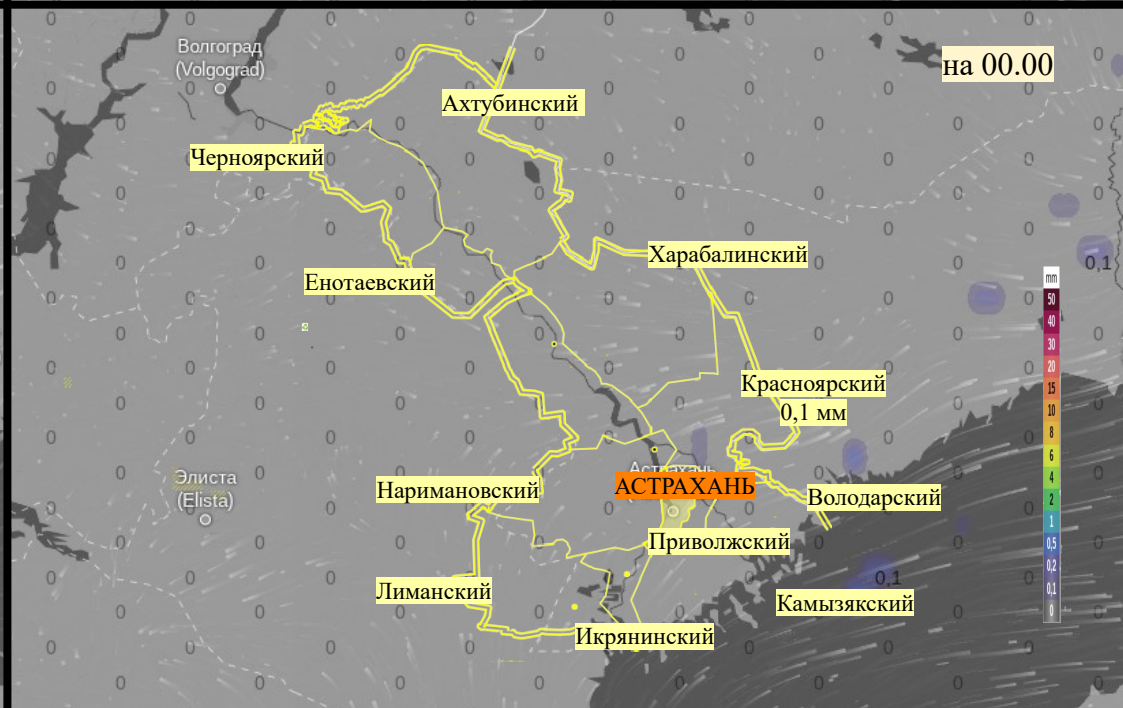 Волгоград
(Volgograd)
на 00.00
Ахтубинский
Черноярский
Харабалинский
Енотаевский
0,1
mm
50
40
30
20
15
10
8
6
4
2
1
0,5
0,2
0,1
0
Красноярский
0,1 мм
Астрахань
АСТРАХАНЬ
Элиста
(Elista)
Наримановский
Володарский
Приволжский
0,1
Лиманский
Камызякский
Икрянинский